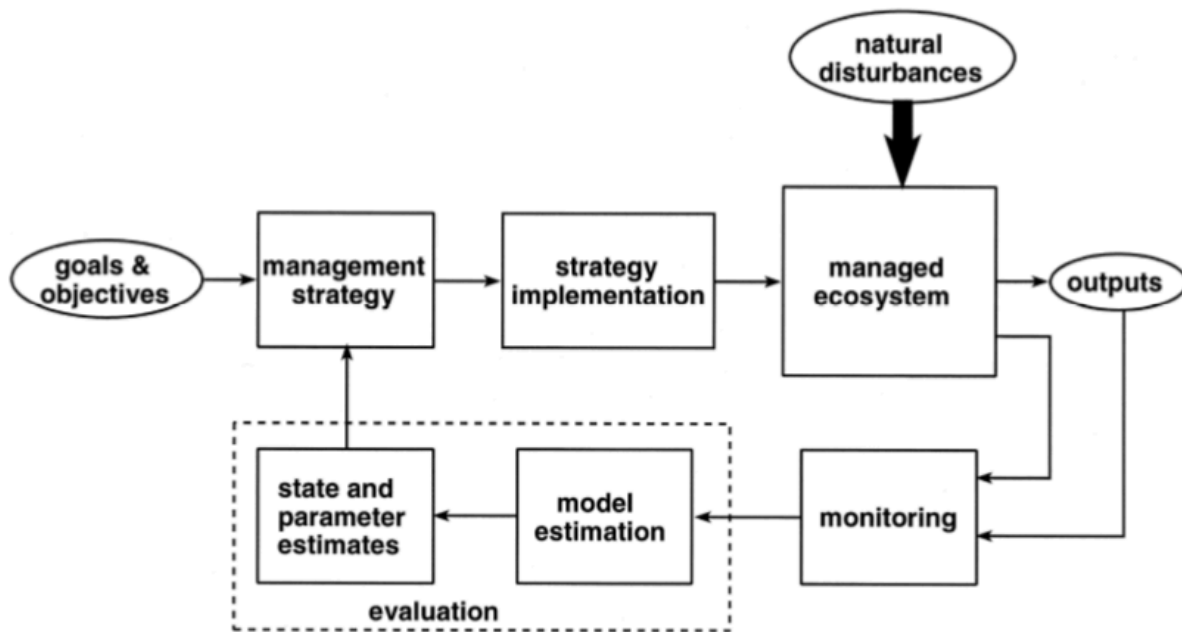 natural
disturbances
goals &
objectives
management
strategy
strategy
implementation
managed
ecosystem
outputs
state and
parameter
estimates
model
estimation
monitoring
evaluation